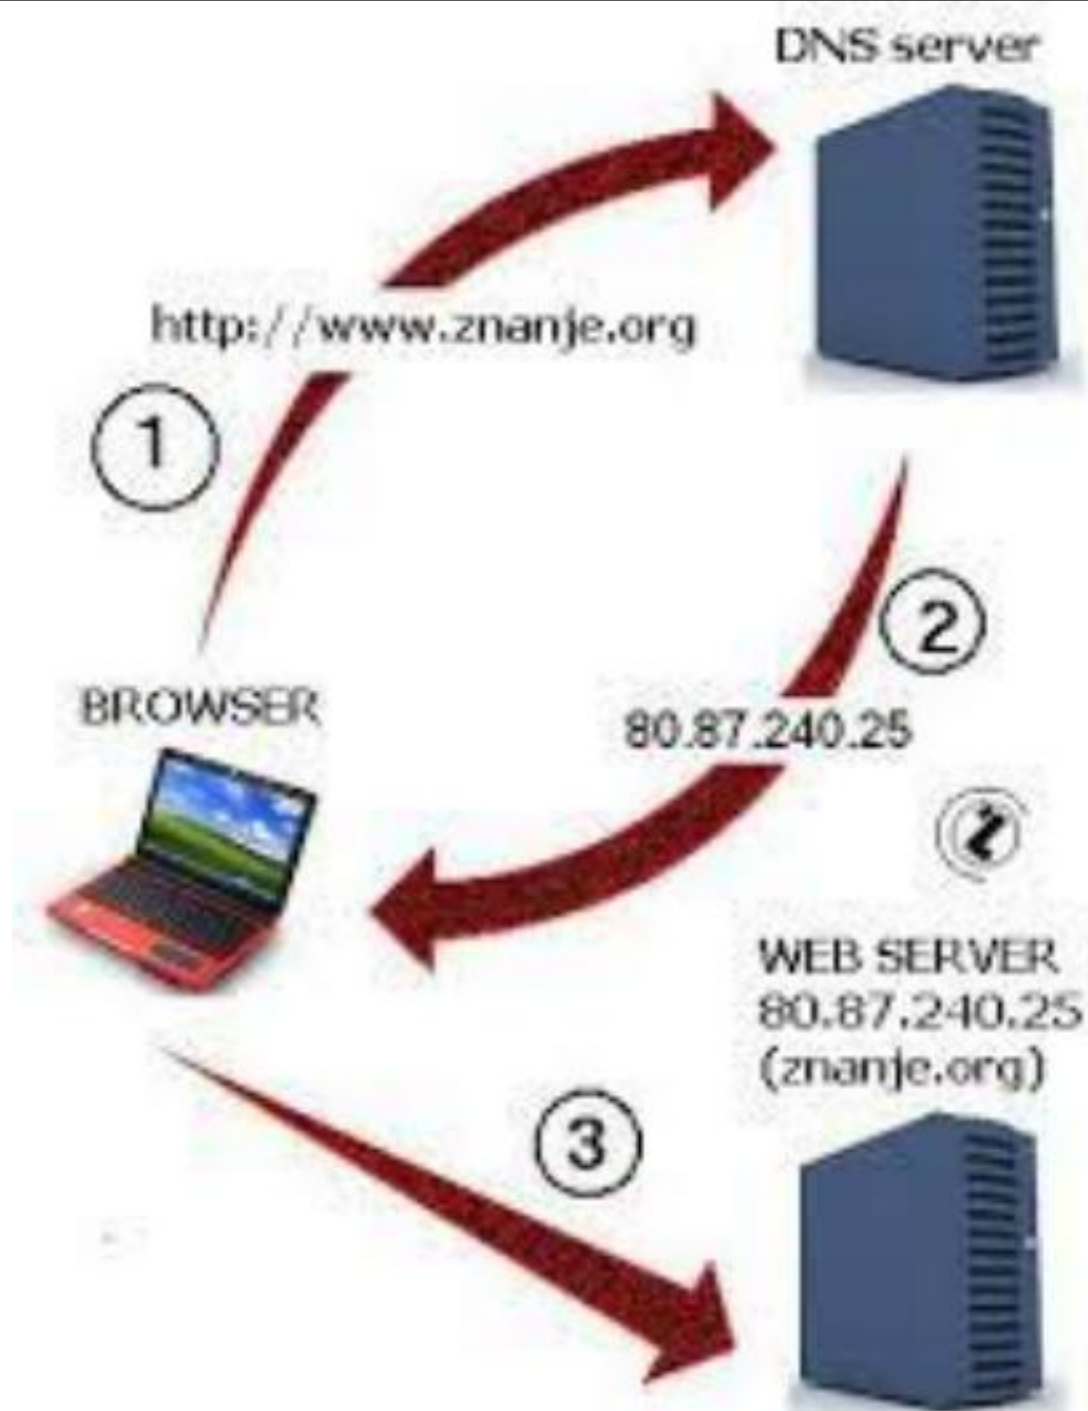 DNS server
http://www.znanje.org
1
2
BROWSER
80.87.240.25
Z
WEB SERVER
80.87.240.25
(znanje.org)
3